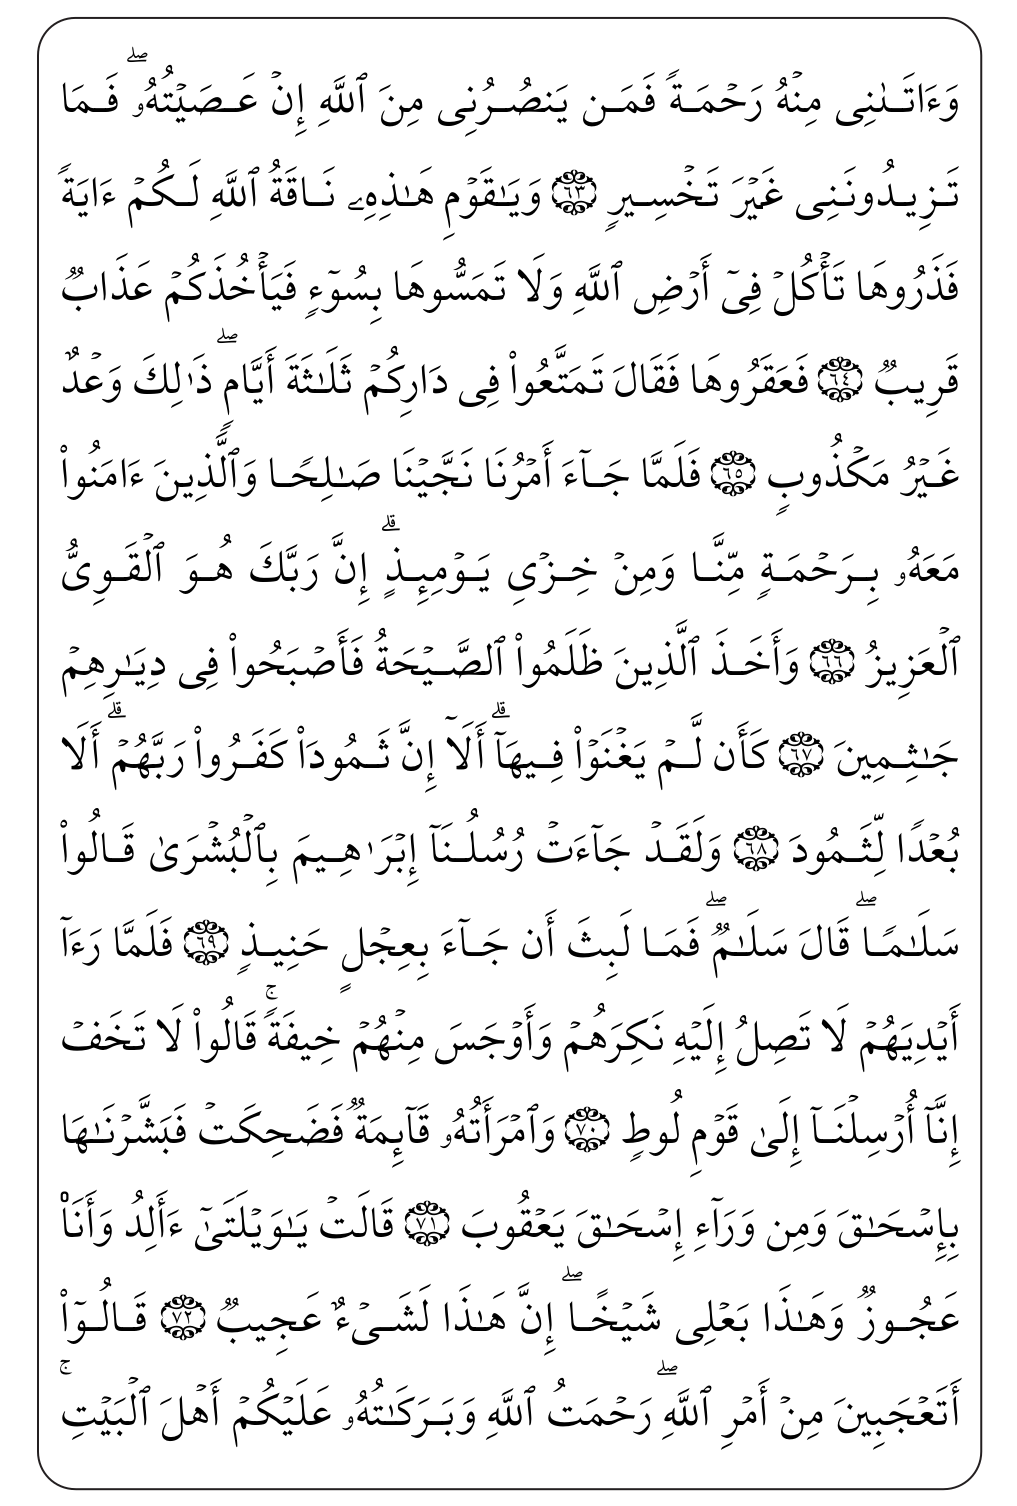 وَءَاتَىٰنِى مِنْهُ رَحْمَةً فَمَن يَنصُرُنِى مِنَ ٱللَّهِ إِنْ عَصَيْتُهُۥ ۖ فَمَا
تَزِيدُونَنِى غَيْرَ تَخْسِيرٍ ٦٣ وَيَـٰقَوْمِ هَـٰذِهِۦ نَاقَةُ ٱللَّهِ لَكُمْ ءَايَةً
فَذَرُوهَا تَأْكُلْ فِىٓ أَرْضِ ٱللَّهِ وَلَا تَمَسُّوهَا بِسُوٓءٍ فَيَأْخُذَكُمْ عَذَابٌ
قَرِيبٌ ٦٤ فَعَقَرُوهَا فَقَالَ تَمَتَّعُوا۟ فِى دَارِكُمْ ثَلَـٰثَةَ أَيَّامٍ ۖ ذَٰلِكَ وَعْدٌ
غَيْرُ مَكْذُوبٍ ٦٥ فَلَمَّا جَآءَ أَمْرُنَا نَجَّيْنَا صَـٰلِحًا وَٱلَّذِينَ ءَامَنُوا۟
مَعَهُۥ بِرَحْمَةٍ مِّنَّا وَمِنْ خِزْىِ يَوْمِئِذٍ ۗ إِنَّ رَبَّكَ هُوَ ٱلْقَوِىُّ
ٱلْعَزِيزُ ٦٦ وَأَخَذَ ٱلَّذِينَ ظَلَمُوا۟ ٱلصَّيْحَةُ فَأَصْبَحُوا۟ فِى دِيَـٰرِهِمْ
جَـٰثِمِينَ ٦٧ كَأَن لَّمْ يَغْنَوْا۟ فِيهَآ ۗ أَلَآ إِنَّ ثَمُودَا۟ كَفَرُوا۟ رَبَّهُمْ ۗ أَلَا
بُعْدًا لِّثَمُودَ ٦٨ وَلَقَدْ جَآءَتْ رُسُلُنَآ إِبْرَٰهِيمَ بِٱلْبُشْرَىٰ قَالُوا۟
سَلَـٰمًا ۖ قَالَ سَلَـٰمٌ ۖ فَمَا لَبِثَ أَن جَآءَ بِعِجْلٍ حَنِيذٍ ٦٩ فَلَمَّا رَءَآ
أَيْدِيَهُمْ لَا تَصِلُ إِلَيْهِ نَكِرَهُمْ وَأَوْجَسَ مِنْهُمْ خِيفَةً ۚ قَالُوا۟ لَا تَخَفْ
إِنَّآ أُرْسِلْنَآ إِلَىٰ قَوْمِ لُوطٍ ٧٠ وَٱمْرَأَتُهُۥ قَآئِمَةٌ فَضَحِكَتْ فَبَشَّرْنَـٰهَا
بِإِسْحَـٰقَ وَمِن وَرَآءِ إِسْحَـٰقَ يَعْقُوبَ ٧١ قَالَتْ يَـٰوَيْلَتَىٰٓ ءَأَلِدُ وَأَنَا۠
عَجُوزٌ وَهَـٰذَا بَعْلِى شَيْخًا ۖ إِنَّ هَـٰذَا لَشَىْءٌ عَجِيبٌ ٧٢ قَالُوٓا۟
أَتَعْجَبِينَ مِنْ أَمْرِ ٱللَّهِ ۖ رَحْمَتُ ٱللَّهِ وَبَرَكَـٰتُهُۥ عَلَيْكُمْ أَهْلَ ٱلْبَيْتِ ۚ